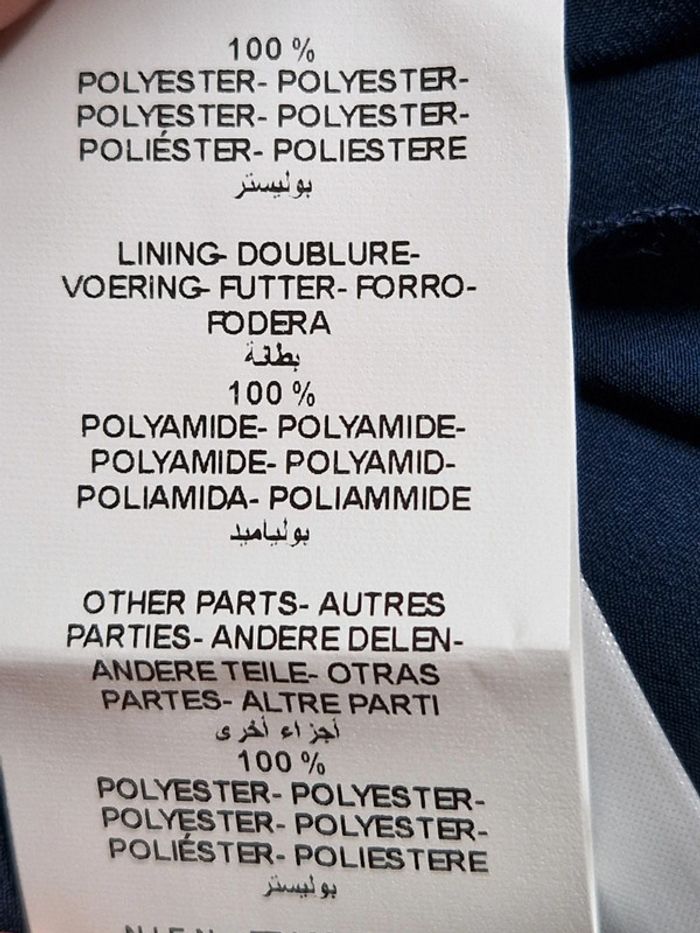 100 %
POLYESTER- POLYESTER-
POLYESTER- POLYESTER-
POLIÉSTER- POLIESTERE
بوليستر
LINING- DOUBLURE-
VOERING- FUTTER- FORRO-
FODERA
بطانة
100 %
POLYAMIDE- POLYAMIDE-
POLYAMIDE- POLYAMID-
POLIAMIDA- POLIAMMIDE
بولياميد
OTHER PARTS- AUTRES
PARTIES- ANDERE DELEN-
ANDERE TEILE- OTRAS
PARTES- ALTRE PARTI
أجزاء أخرى
100 %
POLYESTER- POLYESTER-
POLYESTER- POLYESTER-
POLIÉSTER- POLIESTERE
بوليستر